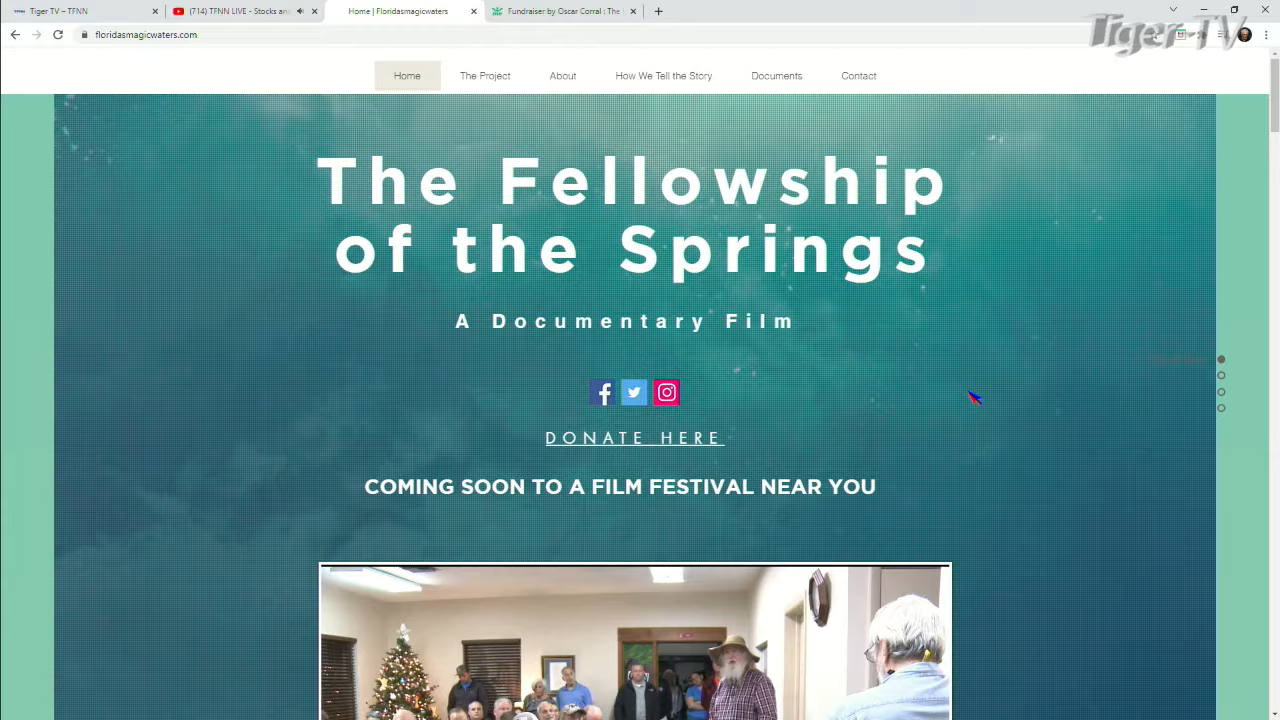 Tiger TV – TFNN
(714) TFNN LIVE - Stocks and
Home | Floridasmagicwaters
Fundraiser by Oscar Corral : The
Tiger TV
floridasmagicwaters.com
Home
The Project
About
How We Tell the Story
Documents
Contact
The Fellowship
of the Springs
A Documentary Film
DONATE HERE
COMING SOON TO A FILM FESTIVAL NEAR YOU